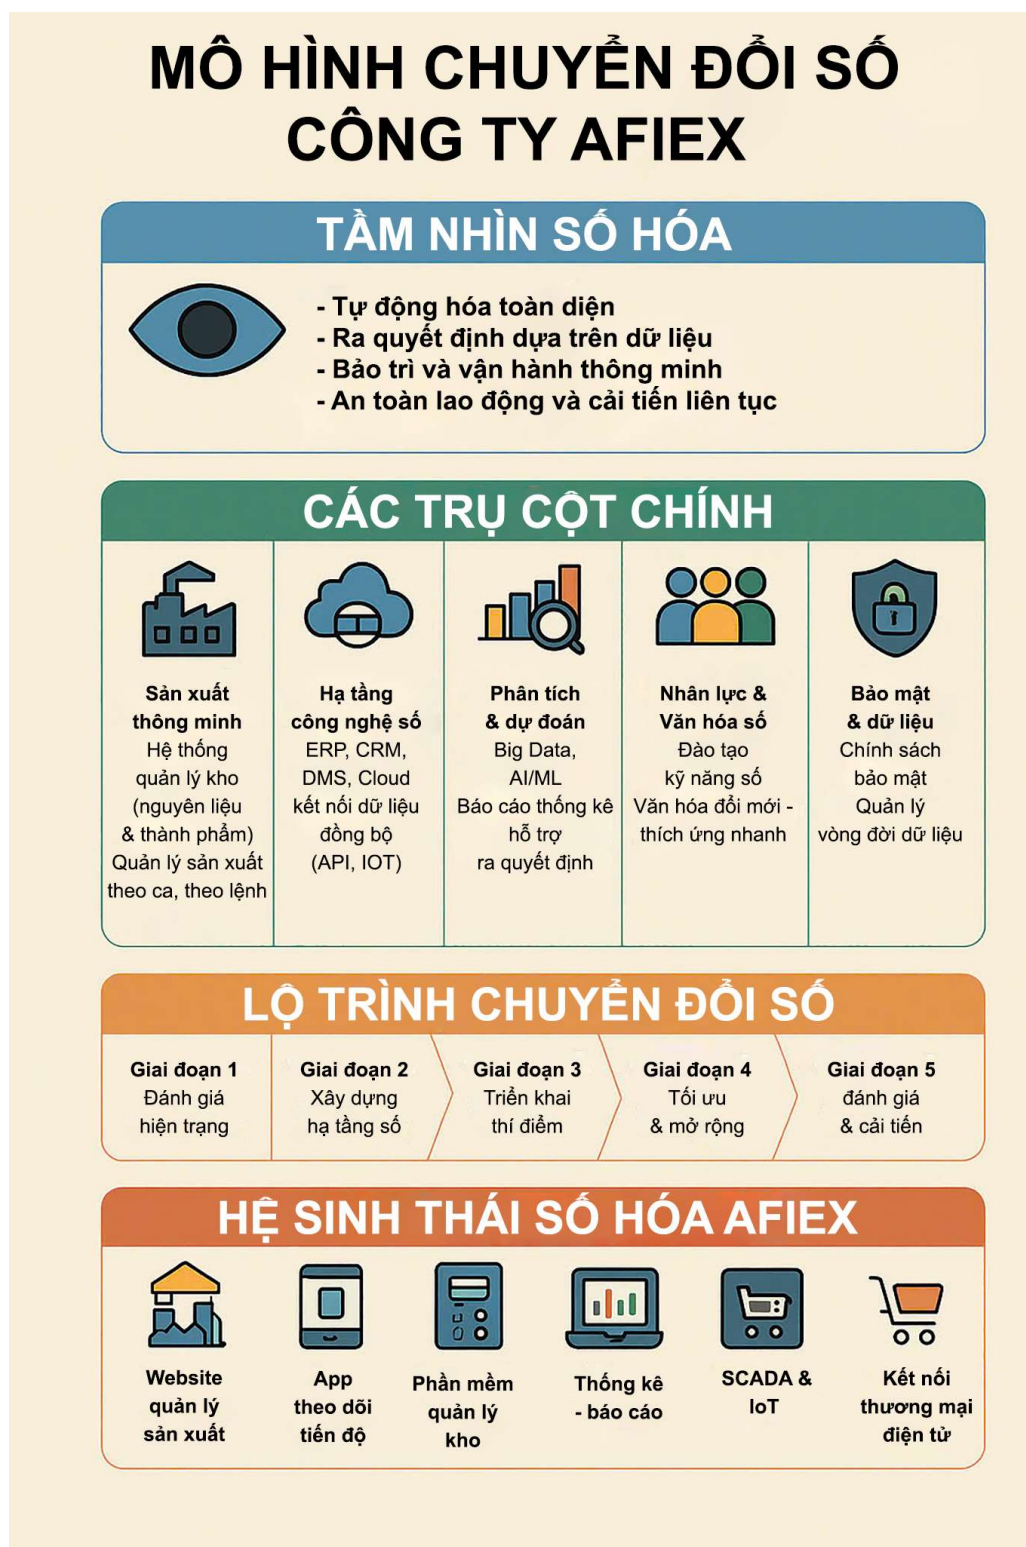 MÔ HÌNH CHUYỂN ĐỔI SỐ
CÔNG TY AFIEX
TẦM NHÌN SỐ HÓA
- Tự động hóa toàn diện
- Ra quyết định dựa trên dữ liệu
- Bảo trì và vận hành thông minh
- An toàn lao động và cải tiến liên tục
CÁC TRỤ CỘT CHÍNH
Sản xuất
thông minh
Hệ thống
quản lý kho
(nguyên liệu
& thành phẩm)
Quản lý sản xuất
theo ca, theo lệnh
Hạ tầng
công nghệ số
ERP, CRM,
DMS, Cloud
kết nối dữ liệu
đồng bộ
(API, IOT)
Phân tích
& dự đoán
Big Data,
AI/ML
Báo cáo thống kê
hỗ trợ
ra quyết định
Nhân lực &
Văn hóa số
Đào tạo
kỹ năng số
Văn hóa đổi mới -
thích ứng nhanh
Bảo mật
& dữ liệu
Chính sách
bảo mật
Quản lý
vòng đời dữ liệu
LỘ TRÌNH CHUYỂN ĐỔI SỐ
Giai đoạn 1
Đánh giá
hiện trạng
Giai đoạn 2
Xây dựng
hạ tầng số
Giai đoạn 3
Triển khai
thí điểm
Giai đoạn 4
Tối ưu
& mở rộng
Giai đoạn 5
đánh giá
& cải tiến
HỆ SINH THÁI SỐ HÓA AFIEX
Website
quản lý
sản xuất
App
theo dõi
tiến độ
Phần mềm
quản lý
kho
Thống kê
- báo cáo
SCADA &
IoT
Kết nối
thương mại
điện tử